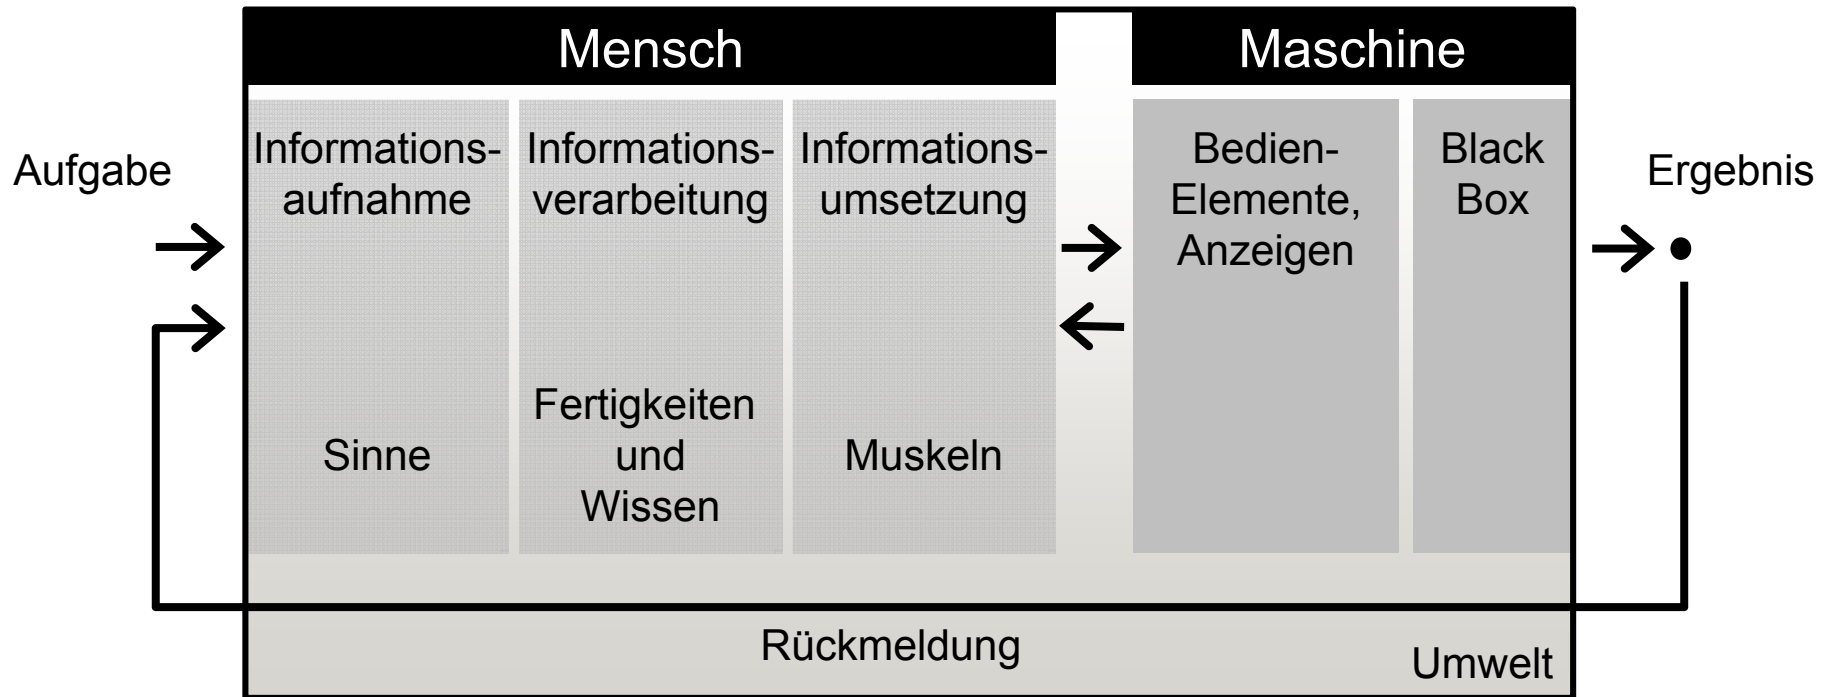 Mensch
Maschine
Aufgabe
Informations-
aufnahme
Sinne
Informations-
verarbeitung
Fertigkeiten
und
Wissen
Informations-
umsetzung
Muskeln
Bedien-
Elemente,
Anzeigen
Black
Box
Ergebnis
Rückmeldung
Umwelt